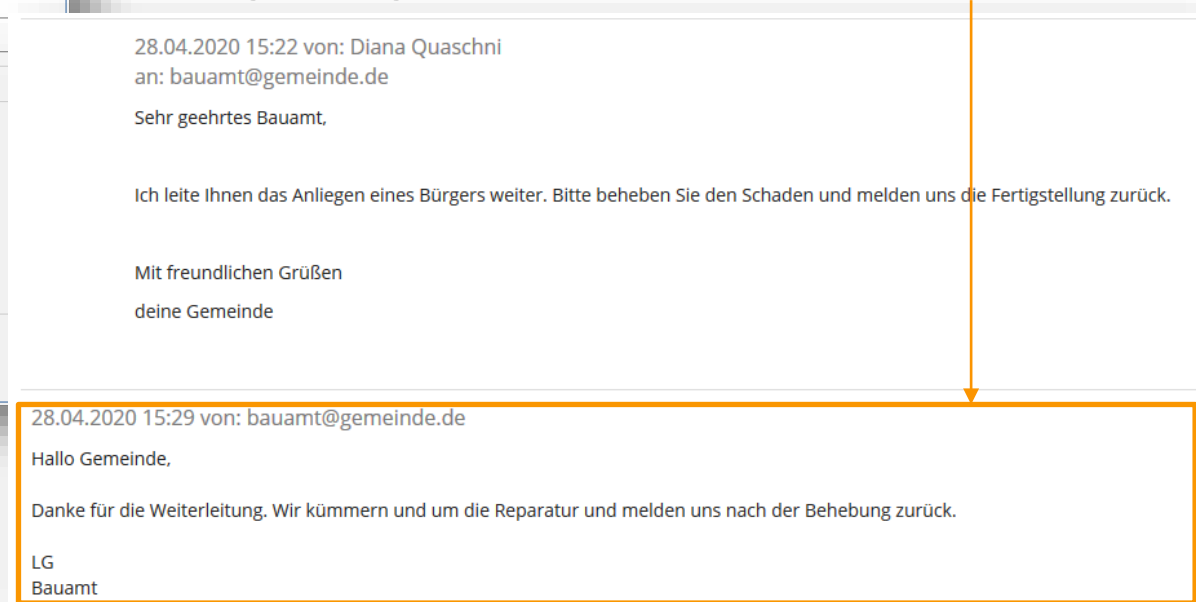 28.04.2020 15:22 von: Diana Quaschni
an: bauamt@gemeinde.de
Sehr geehrtes Bauamt,
Ich leite Ihnen das Anliegen eines Bürgers weiter. Bitte beheben Sie den Schaden und melden uns die Fertigstellung zurück.
Mit freundlichen Grüßen
deine Gemeinde
28.04.2020 15:29 von: bauamt@gemeinde.de
Hallo Gemeinde,
Danke für die Weiterleitung. Wir kümmern und um die Reparatur und melden uns nach der Behebung zurück.
LG
Bauamt